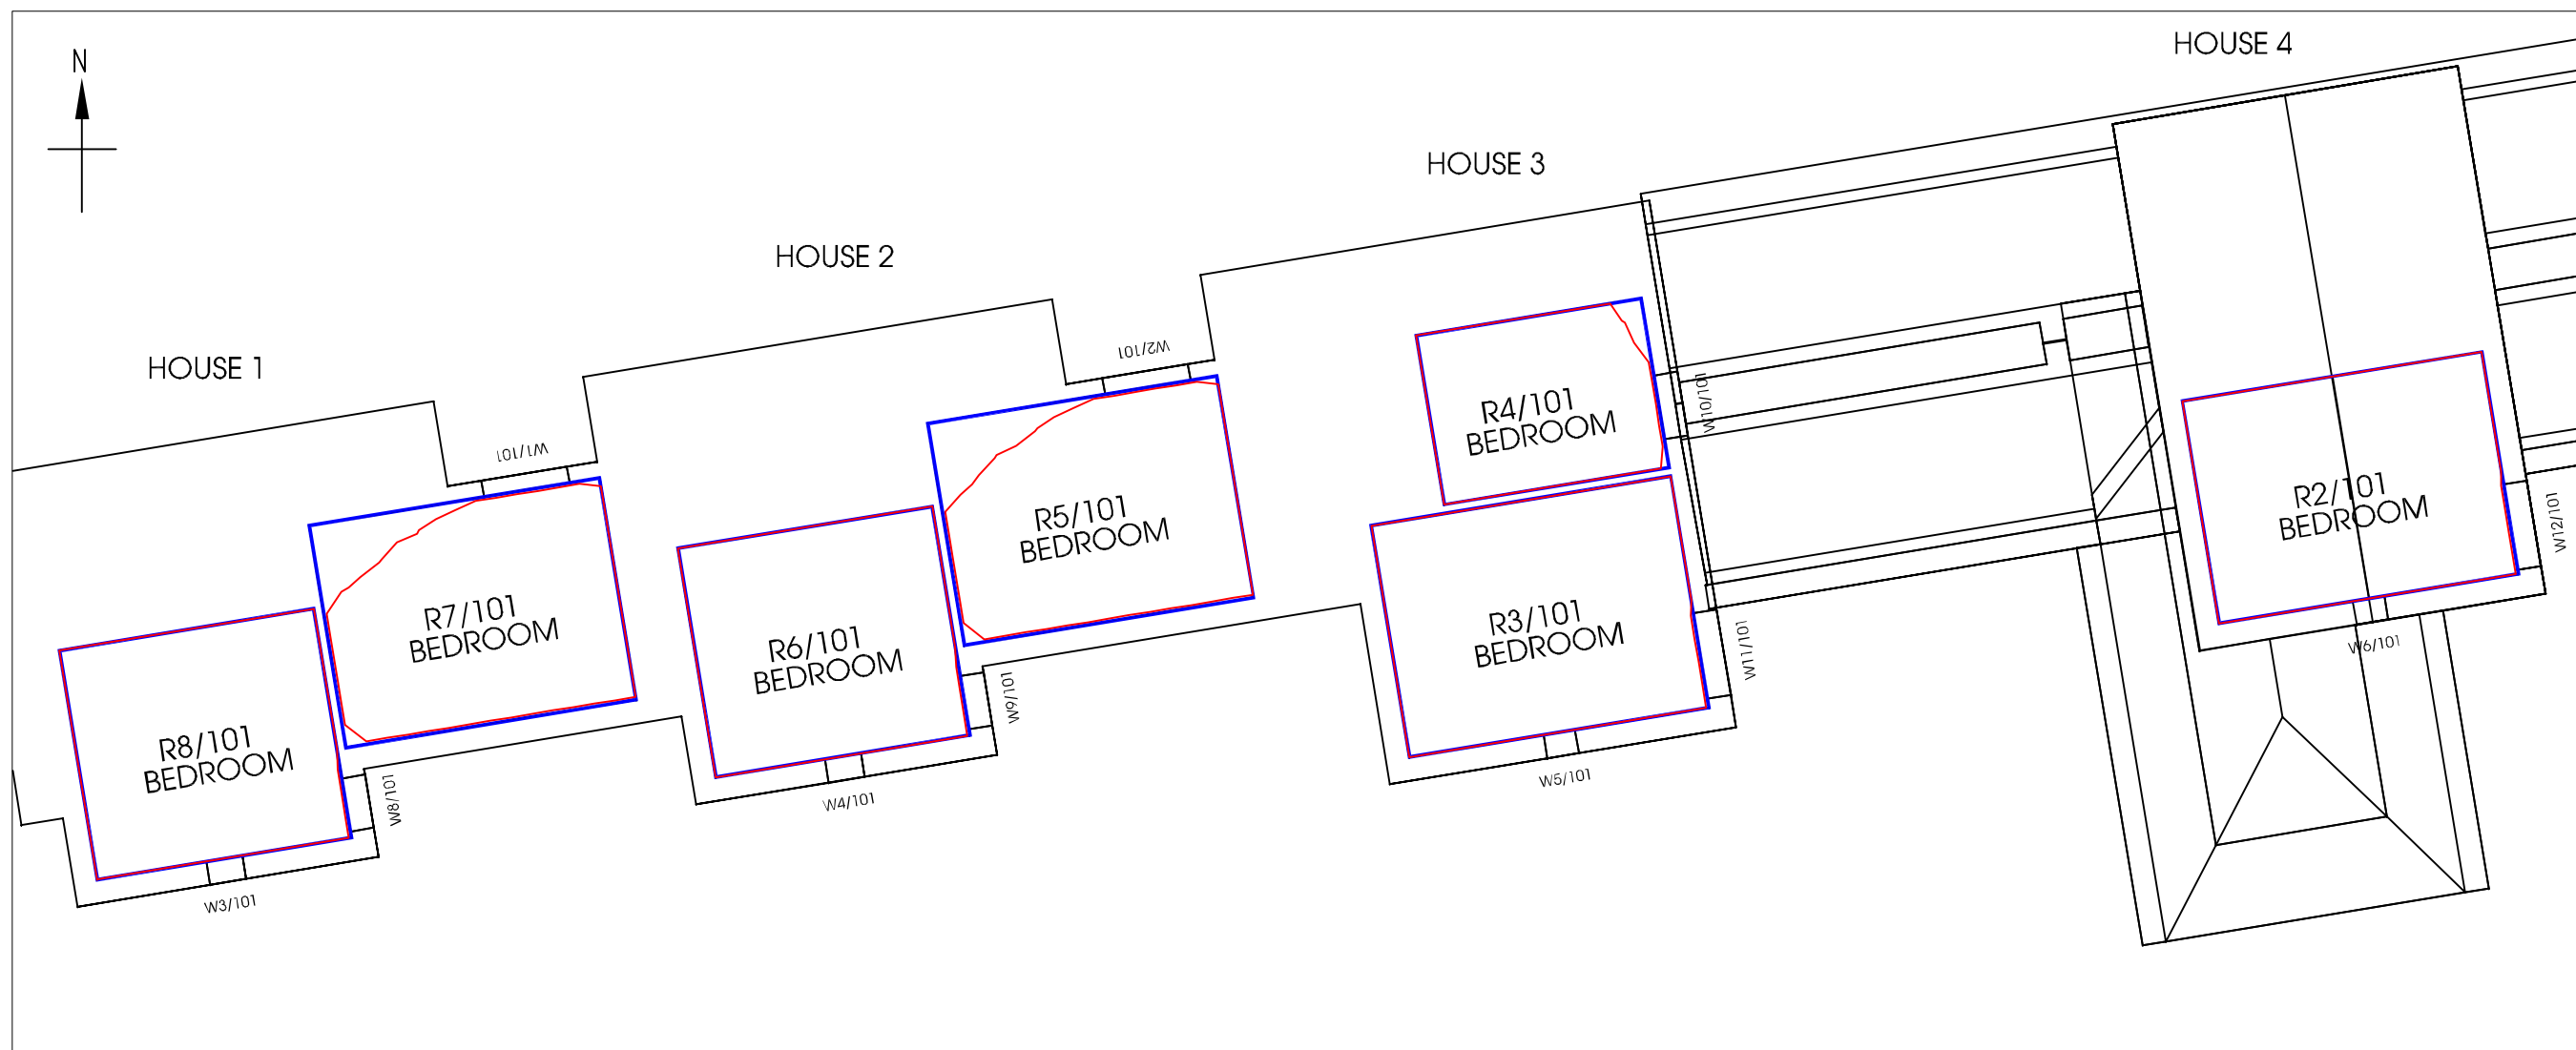 N
HOUSE 4
HOUSE 3
HOUSE 2
HOUSE 1
W2/101
W1/101
W10/101
R4/101
BEDROOM
R2/101
BEDROOM
W12/101
R5/101
BEDROOM
R7/101
BEDROOM
R6/101
BEDROOM
R3/101
BEDROOM
W11/101
W6/101
W9/101
R8/101
BEDROOM
W8/101
W5/101
W4/101
W3/101